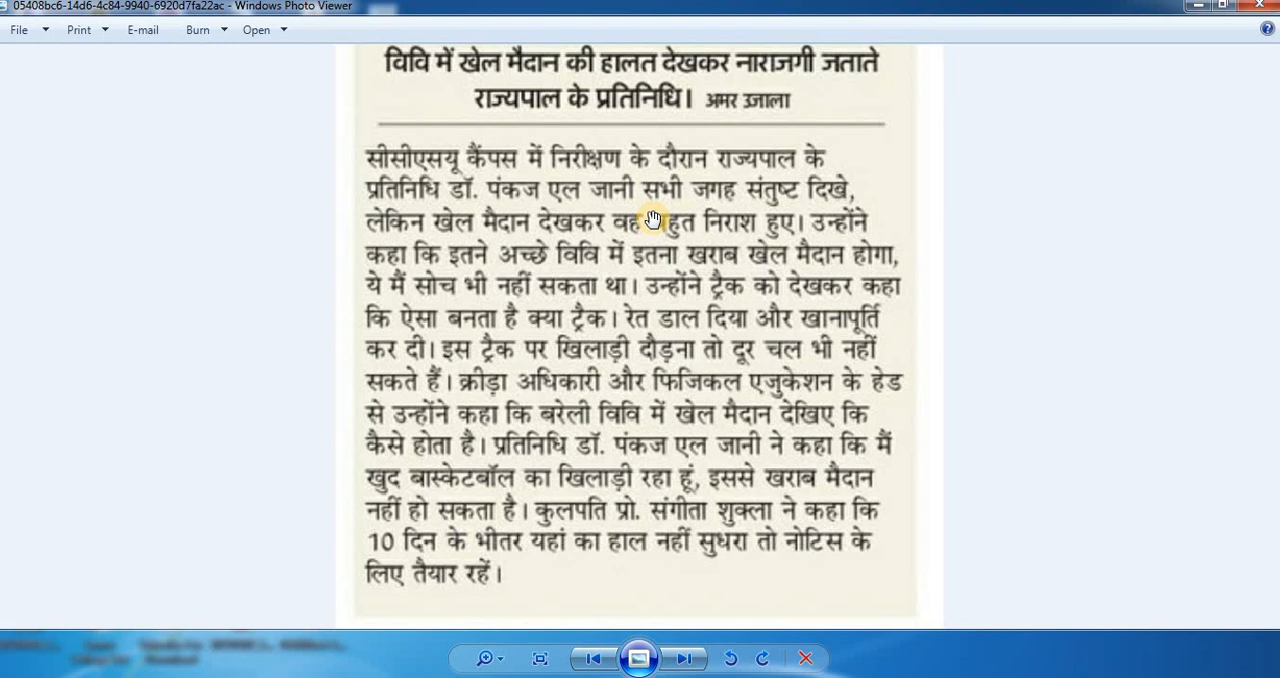 05408bc6-14d6-4c84-9940-6920d7fa22ac - Windows Photo Viewer
File Print E-mail Burn Open
विवि में खेल मैदान की हालत देखकर नाराजगी जताते
राज्यपाल के प्रतिनिधि। अमर उजाला
सीसीएसयू कैंपस में निरीक्षण के दौरान राज्यपाल के
प्रतिनिधि डॉ. पंकज एल जानी सभी जगह संतुष्ट दिखे,
लेकिन खेल मैदान देखकर वह बहुत निराश हुए। उन्होंने
कहा कि इतने अच्छे विवि में इतना खराब खेल मैदान होगा,
ये मैं सोच भी नहीं सकता था। उन्होंने ट्रैक को देखकर कहा
कि ऐसा बनता है क्या ट्रैक। रेत डाल दिया और खानापूर्ति
कर दी। इस ट्रैक पर खिलाड़ी दौड़ना तो दूर चल भी नहीं
सकते हैं। क्रीड़ा अधिकारी और फिजिकल एजुकेशन के हेड
से उन्होंने कहा कि बरेली विवि में खेल मैदान देखिए कि
कैसे होता है। प्रतिनिधि डॉ. पंकज एल जानी ने कहा कि मैं
खुद बास्केटबॉल का खिलाड़ी रहा हूं, इससे खराब मैदान
नहीं हो सकता है। कुलपति प्रो. संगीता शुक्ला ने कहा कि
10 दिन के भीतर यहां का हाल नहीं सुधरा तो नोटिस के
लिए तैयार रहें।